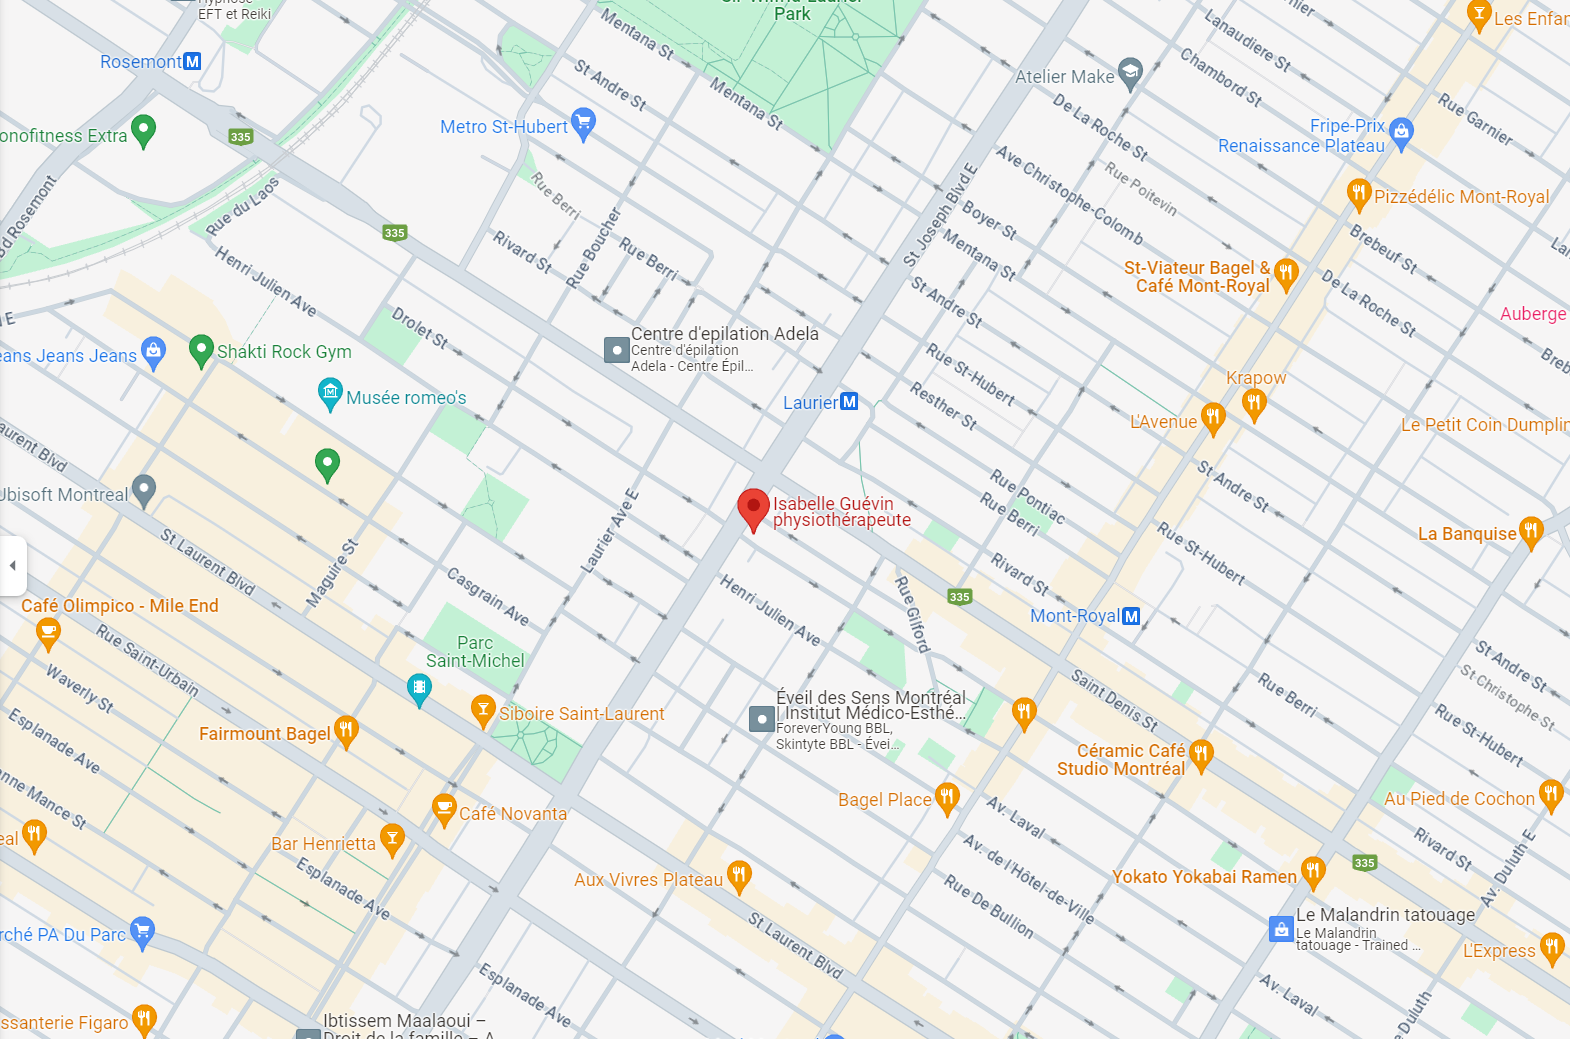 Hypnose
EFT et Reiki
Sir Wilfrid Laurier
Park
Les Enfan
Rosemont M
Mentana St
St Andre St
Mentana St
Lanaudiere St
Garnier
Chambord St
Atelier Make
De La Roche St
Rue Garnier
onofitness Extra
335
Metro St-Hubert
Fripe-Prix
Renaissance Plateau
Ave Christophe-Colomb
Rue Poitevin
Pizzédélic Mont-Royal
Bd Rosemont
Rue du Laos
335
Rue Berri
Rivard St
Rue Boucher
Rue Berri
St Joseph Blvd E
Boyer St
Mentana St
Brebeuf St
Lan
Henri Julien Ave
St-Viateur Bagel &
Café Mont-Royal
De La Roche St
St Andre St
E
Drolet St
Auberge
Centre d'epilation Adela
Centre d'épilation
Adela - Centre Épil...
eans Jeans Jeans
Shakti Rock Gym
Rue St-Hubert
Breb
Krapow
Musée romeo's
Laurier M
Resther St
L'Avenue
Le Petit Coin Dumplin
aurent Blvd
Ubisoft Montreal
Isabelle Guévin
physiothérapeute
Laurier Ave E
Rue Pontiac
Rue Berri
St Andre St
La Banquise
St Laurent Blvd
Maguire St
Casgrain Ave
Henri Julien Ave
Rue Gilford
335
Rivard St
Rue St-Hubert
Café Olimpico - Mile End
Mont-Royal M
Rue Saint-Urbain
Parc
Saint-Michel
St Andre St
St Christophe St
Waverly St
Siboire Saint-Laurent
Éveil des Sens Montréal
| Institut Médico-Esthé...
ForeverYoung BBL,
Skintyte BBL - Évei...
Saint Denis St
Rue Berri
Rue St-Hubert
Esplanade Ave
Fairmount Bagel
Céramic Café
Studio Montréal
anne Mance St
Café Novanta
Bagel Place
Av. Laval
Au Pied de Cochon
eal
Bar Henrietta
Av. de l'Hôtel-de-Ville
Rivard St
335
Av. Duluth E
Esplanade Ave
Aux Vivres Plateau
Rue De Bullion
Yokato Yokabai Ramen
rché PA Du Parc
St Laurent Blvd
Le Malandrin tatouage
Le Malandrin
tatouage - Trained ...
L'Express
Esplanade Ave
Av. Laval
Duluth
ssanterie Figaro
Ibtissem Maalaoui –
Droit de la famille – A